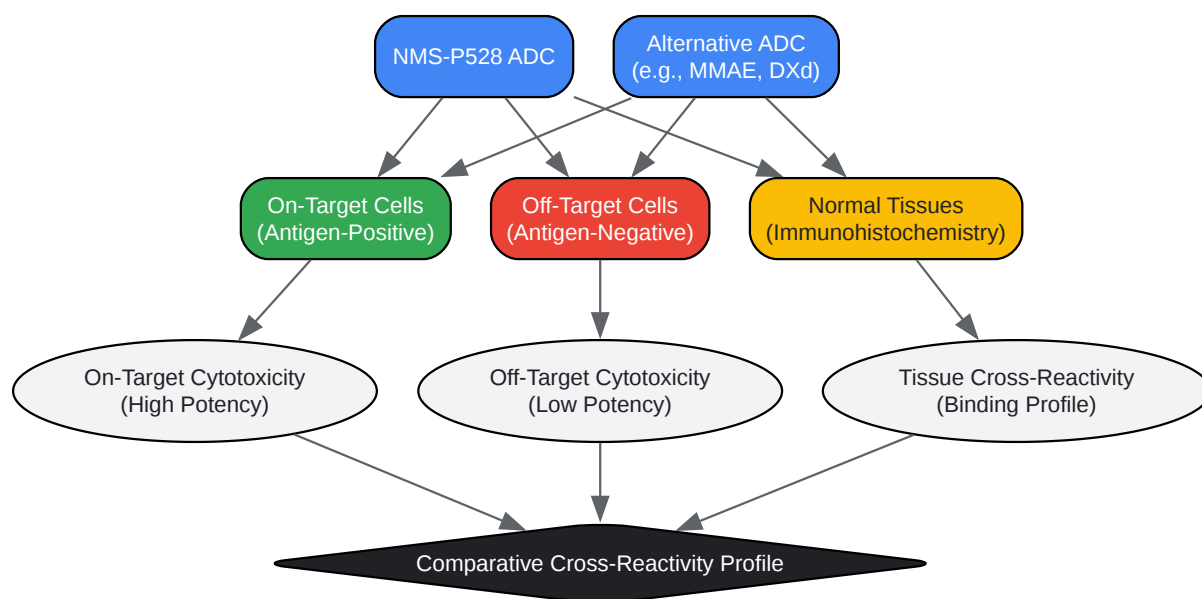 NMS-P528 ADC
Alternative ADC
(e.g., MMAE, DXd)
On-Target Cells
(Antigen-Positive)
Off-Target Cells
(Antigen-Negative)
Normal Tissues
(Immunohistochemistry)
On-Target Cytotoxicity
(High Potency)
Off-Target Cytotoxicity
(Low Potency)
Tissue Cross-Reactivity
(Binding Profile)
Comparative Cross-Reactivity Profile